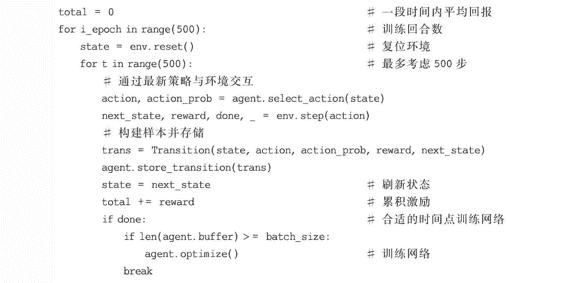 total = 0 # 一段时间内平均回报
for i_epoch in range(500): # 训练回合数
    state = env.reset() # 复位环境
    for t in range(500): # 最多考虑 500 步
        # 通过最新策略与环境交互
        action, action_prob = agent.select_action(state)
        next_state, reward, done, _ = env.step(action)
        # 构建样本并存储
        trans = Transition(state, action, action_prob, reward, next_state)
        agent.store_transition(trans)
        state = next_state # 刷新状态
        total += reward # 累积激励
        if done: # 合适的时间点训练网络
            if len(agent.buffer) >= batch_size:
                agent.optimize() # 训练网络
            break